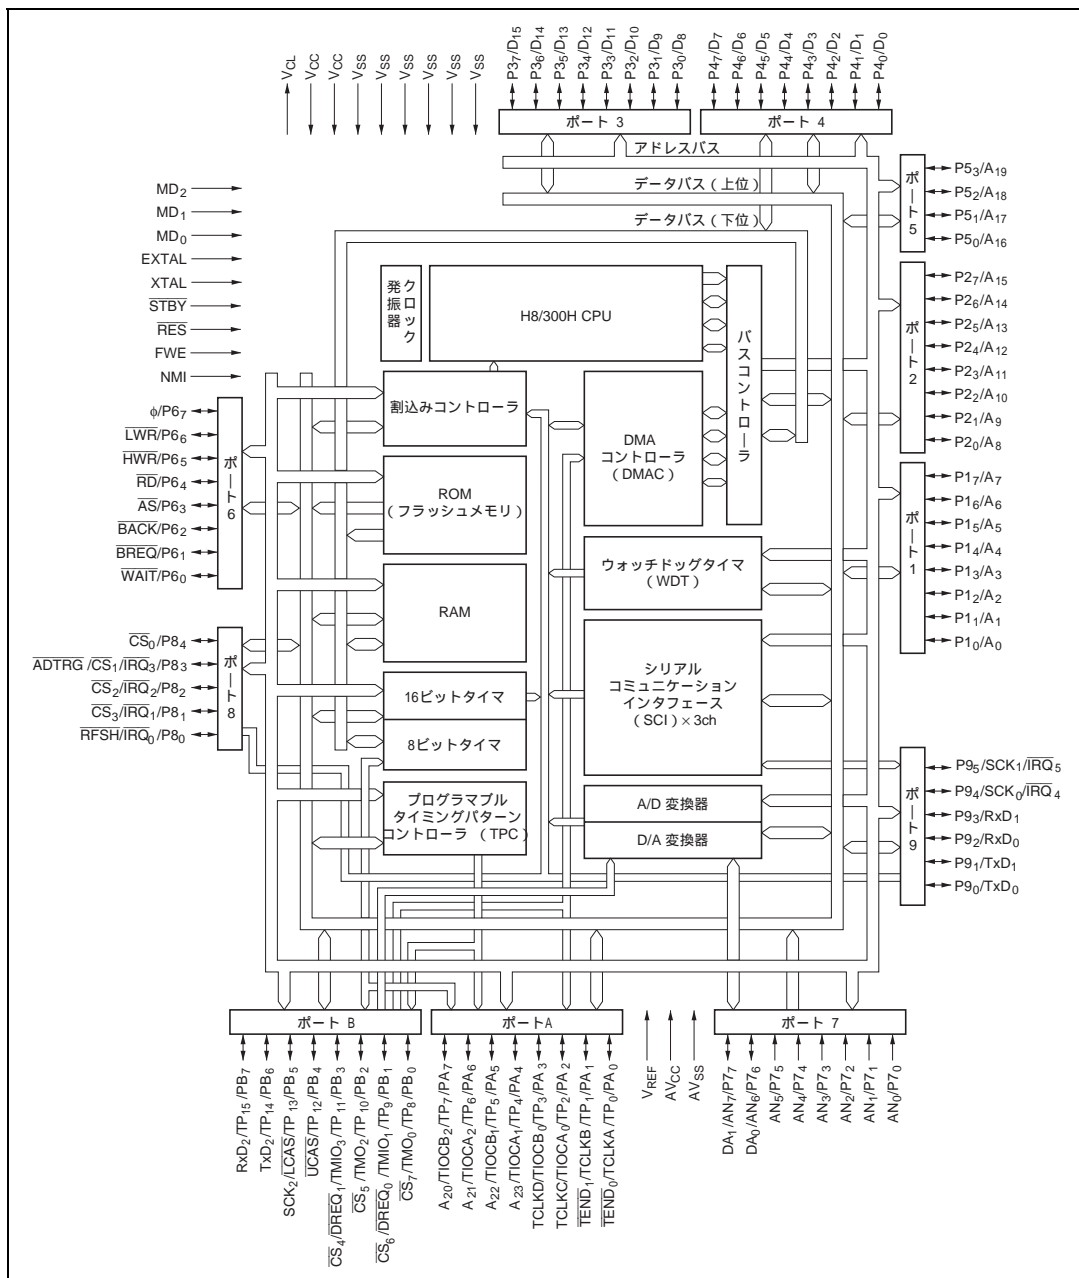 VCL
VCC
VCC
VSS
VSS
VSS
VSS
VSS
VSS
P37/D15
P36/D14
P35/D13
P34/D12
P33/D11
P32/D10
P31/D9
P30/D8
P47/D7
P46/D6
P45/D5
P44/D4
P43/D3
P42/D2
P41/D1
P40/D0
ポート 3
ポート 4
アドレスバス
データバス（上位）
データバス（下位）
MD2
MD1
MD0
EXTAL
XTAL
STBY
RES
FWE
NMI
ポート5
P53/A19
P52/A18
P51/A17
P50/A16
クロック
発振器
H8/300H CPU
バスコントローラ
ポート2
P27/A15
P26/A14
P25/A13
P24/A12
P23/A11
P22/A10
P21/A9
P20/A8
割込みコントローラ
DMA
コントローラ
（DMAC）
φ/P67
LWR/P66
HWR/P65
RD/P64
AS/P63
BACK/P62
BREQ/P61
WAIT/P60
ポート6
ROM
（フラッシュメモリ）
ポート1
P17/A7
P16/A6
P15/A5
P14/A4
P13/A3
P12/A2
P11/A1
P10/A0
ウォッチドッグタイマ
（WDT）
RAM
CS0/P84
ADTRG /CS1/IRQ3/P83
CS2/IRQ2/P82
CS3/IRQ1/P81
RFSH/IRQ0/P80
ポート8
シリアル
コミュニケーション
インタフェース
（SCI）× 3ch
16ビットタイマ
8ビットタイマ
プログラマブル
タイミングパターン
コントローラ （TPC）
A/D 変換器
D/A 変換器
ポート9
P95/SCK1/IRQ5
P94/SCK0/IRQ4
P93/RxD1
P92/RxD0
P91/TxD1
P90/TxD0
ポート B
ポートA
ポート 7
RxD2/TP15/PB7
TxD2/TP14/PB6
SCK2/LCAS/TP13/PB5
UCAS/TP12/PB4
CS4/DREQ1/TMIO3/TP11/PB3
CS5/TMO2/TP10/PB2
CS6/DREQ0/TMIO1/TP9/PB1
CS7/TMO0/TP8/PB0
A20/TIOCB2/TP7/PA7
A21/TIOCA2/TP6/PA6
A22/TIOCB1/TP5/PA5
A23/TIOCA1/TP4/PA4
TCLKD/TIOCB0/TP3/PA3
TCLKC/TIOCA0/TP2/PA2
TEND1/TCLKB/TP1/PA1
TEND0/TCLKA/TP0/PA0
VREF
AVCC
AVSS
DA1/AN7/P77
DA0/AN6/P76
AN5/P75
AN4/P74
AN3/P73
AN2/P72
AN1/P71
AN0/P70